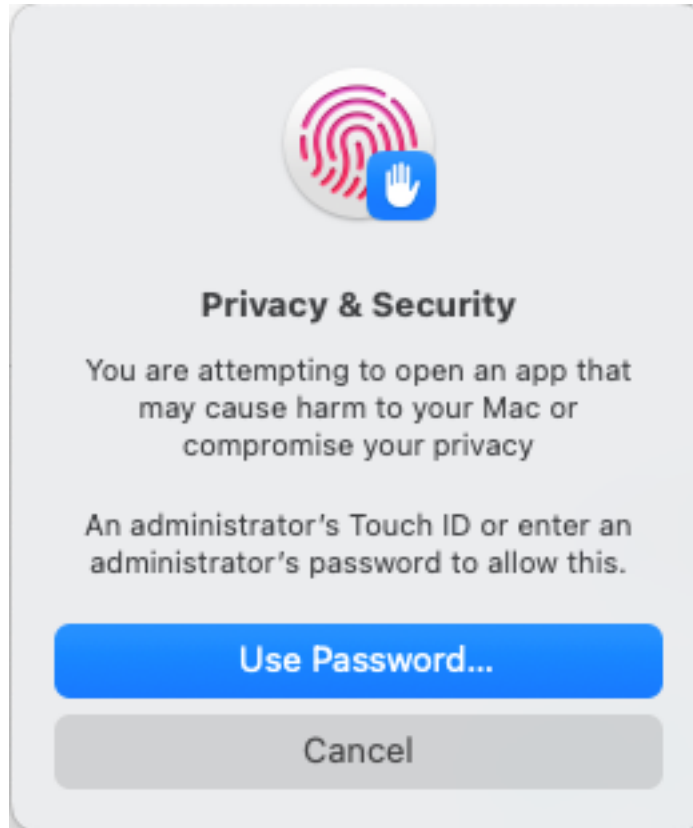 Privacy & Security
You are attempting to open an app that
may cause harm to your Mac or
compromise your privacy
An administrator's Touch ID or enter an
administrator's password to allow this.
Use Password...
Cancel